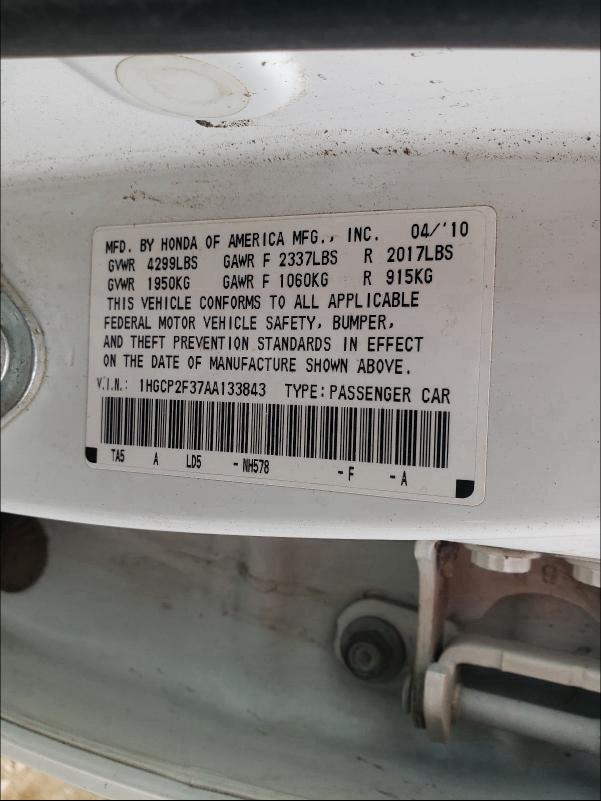 MFD. BY HONDA OF AMERICA MFG., INC. 04/'10
GVWR 4299LBS GAWR F 2337LBS R 2017LBS
GVWR 1950KG GAWR F 1060KG R 915KG
THIS VEHICLE CONFORMS TO ALL APPLICABLE
FEDERAL MOTOR VEHICLE SAFETY, BUMPER,
AND THEFT PREVENTION STANDARDS IN EFFECT
ON THE DATE OF MANUFACTURE SHOWN ABOVE.
V.I.N.: 1HGCP2F37AA133843 TYPE: PASSENGER CAR
TA5 A LD5 -NH578 -F -A